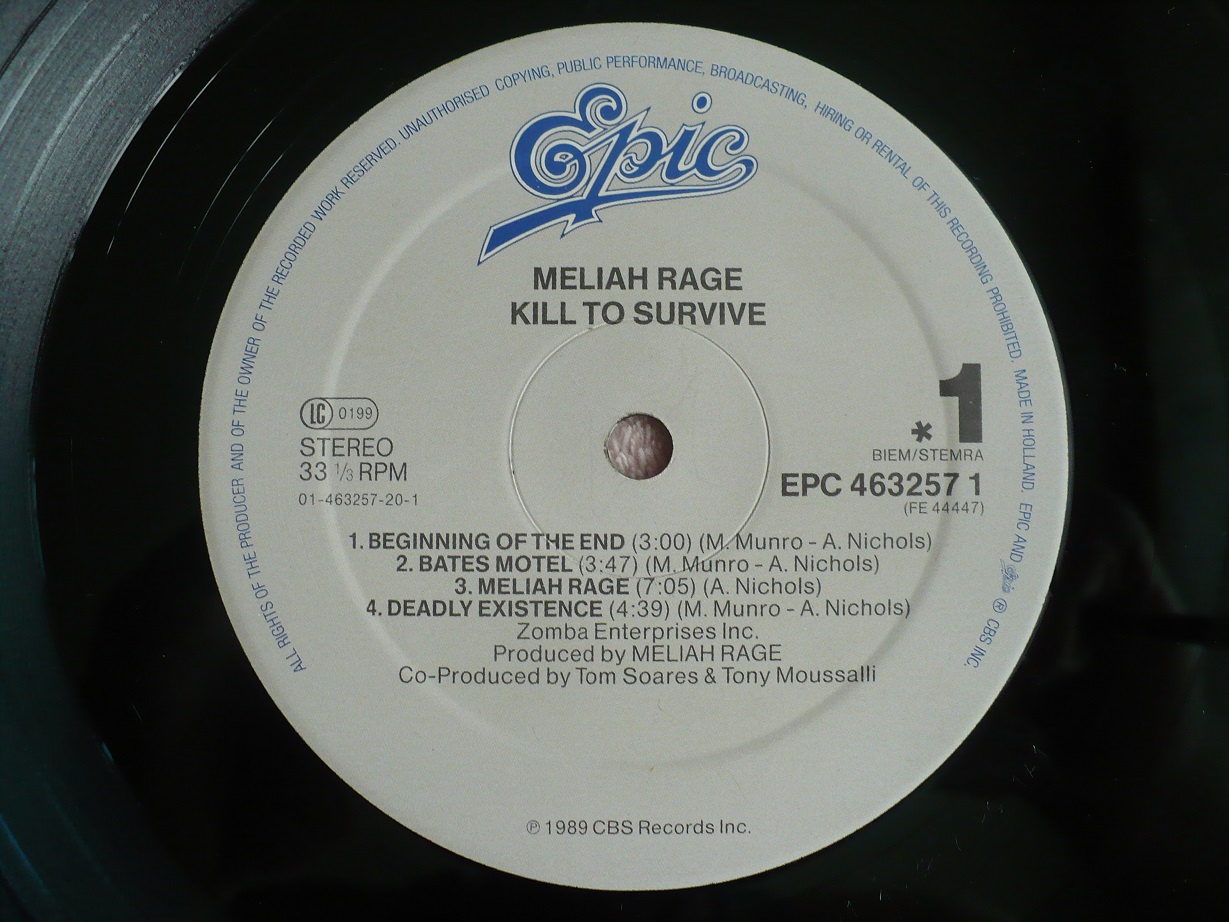 ALL RIGHTS OF THE PRODUCER AND OF THE OWNER OF THE RECORDED WORK RESERVED. UNAUTHORISED COPYING, PUBLIC PERFORMANCE, BROADCASTING, HIRING OR RENTAL OF THIS RECORDING PROHIBITED. MADE IN HOLLAND. EPIC AND Epic ® CBS INC.
Epic
MELIAH RAGE
KILL TO SURVIVE
LC 0199
STEREO
33 1/3 RPM
01-463257-20-1
* 1
BIEM/STEMRA
EPC 463257 1
(FE 44447)
1. BEGINNING OF THE END (3:00) (M. Munro - A. Nichols)
2. BATES MOTEL (3:47) (M. Munro - A. Nichols)
3. MELIAH RAGE (7:05) (A. Nichols)
4. DEADLY EXISTENCE (4:39) (M. Munro - A. Nichols)
Zomba Enterprises Inc.
Produced by MELIAH RAGE
Co-Produced by Tom Soares & Tony Moussalli
℗ 1989 CBS Records Inc.